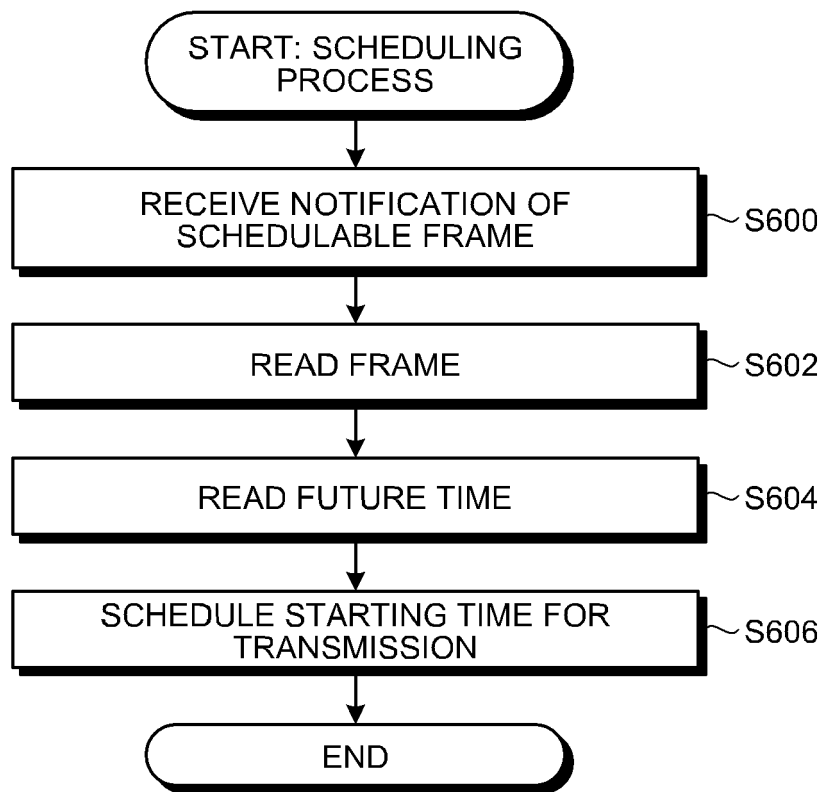 START: SCHEDULING
PROCESS
RECEIVE NOTIFICATION OF
SCHEDULABLE FRAME
S600
READ FRAME
S602
READ FUTURE TIME
S604
SCHEDULE STARTING TIME FOR
TRANSMISSION
S606
END